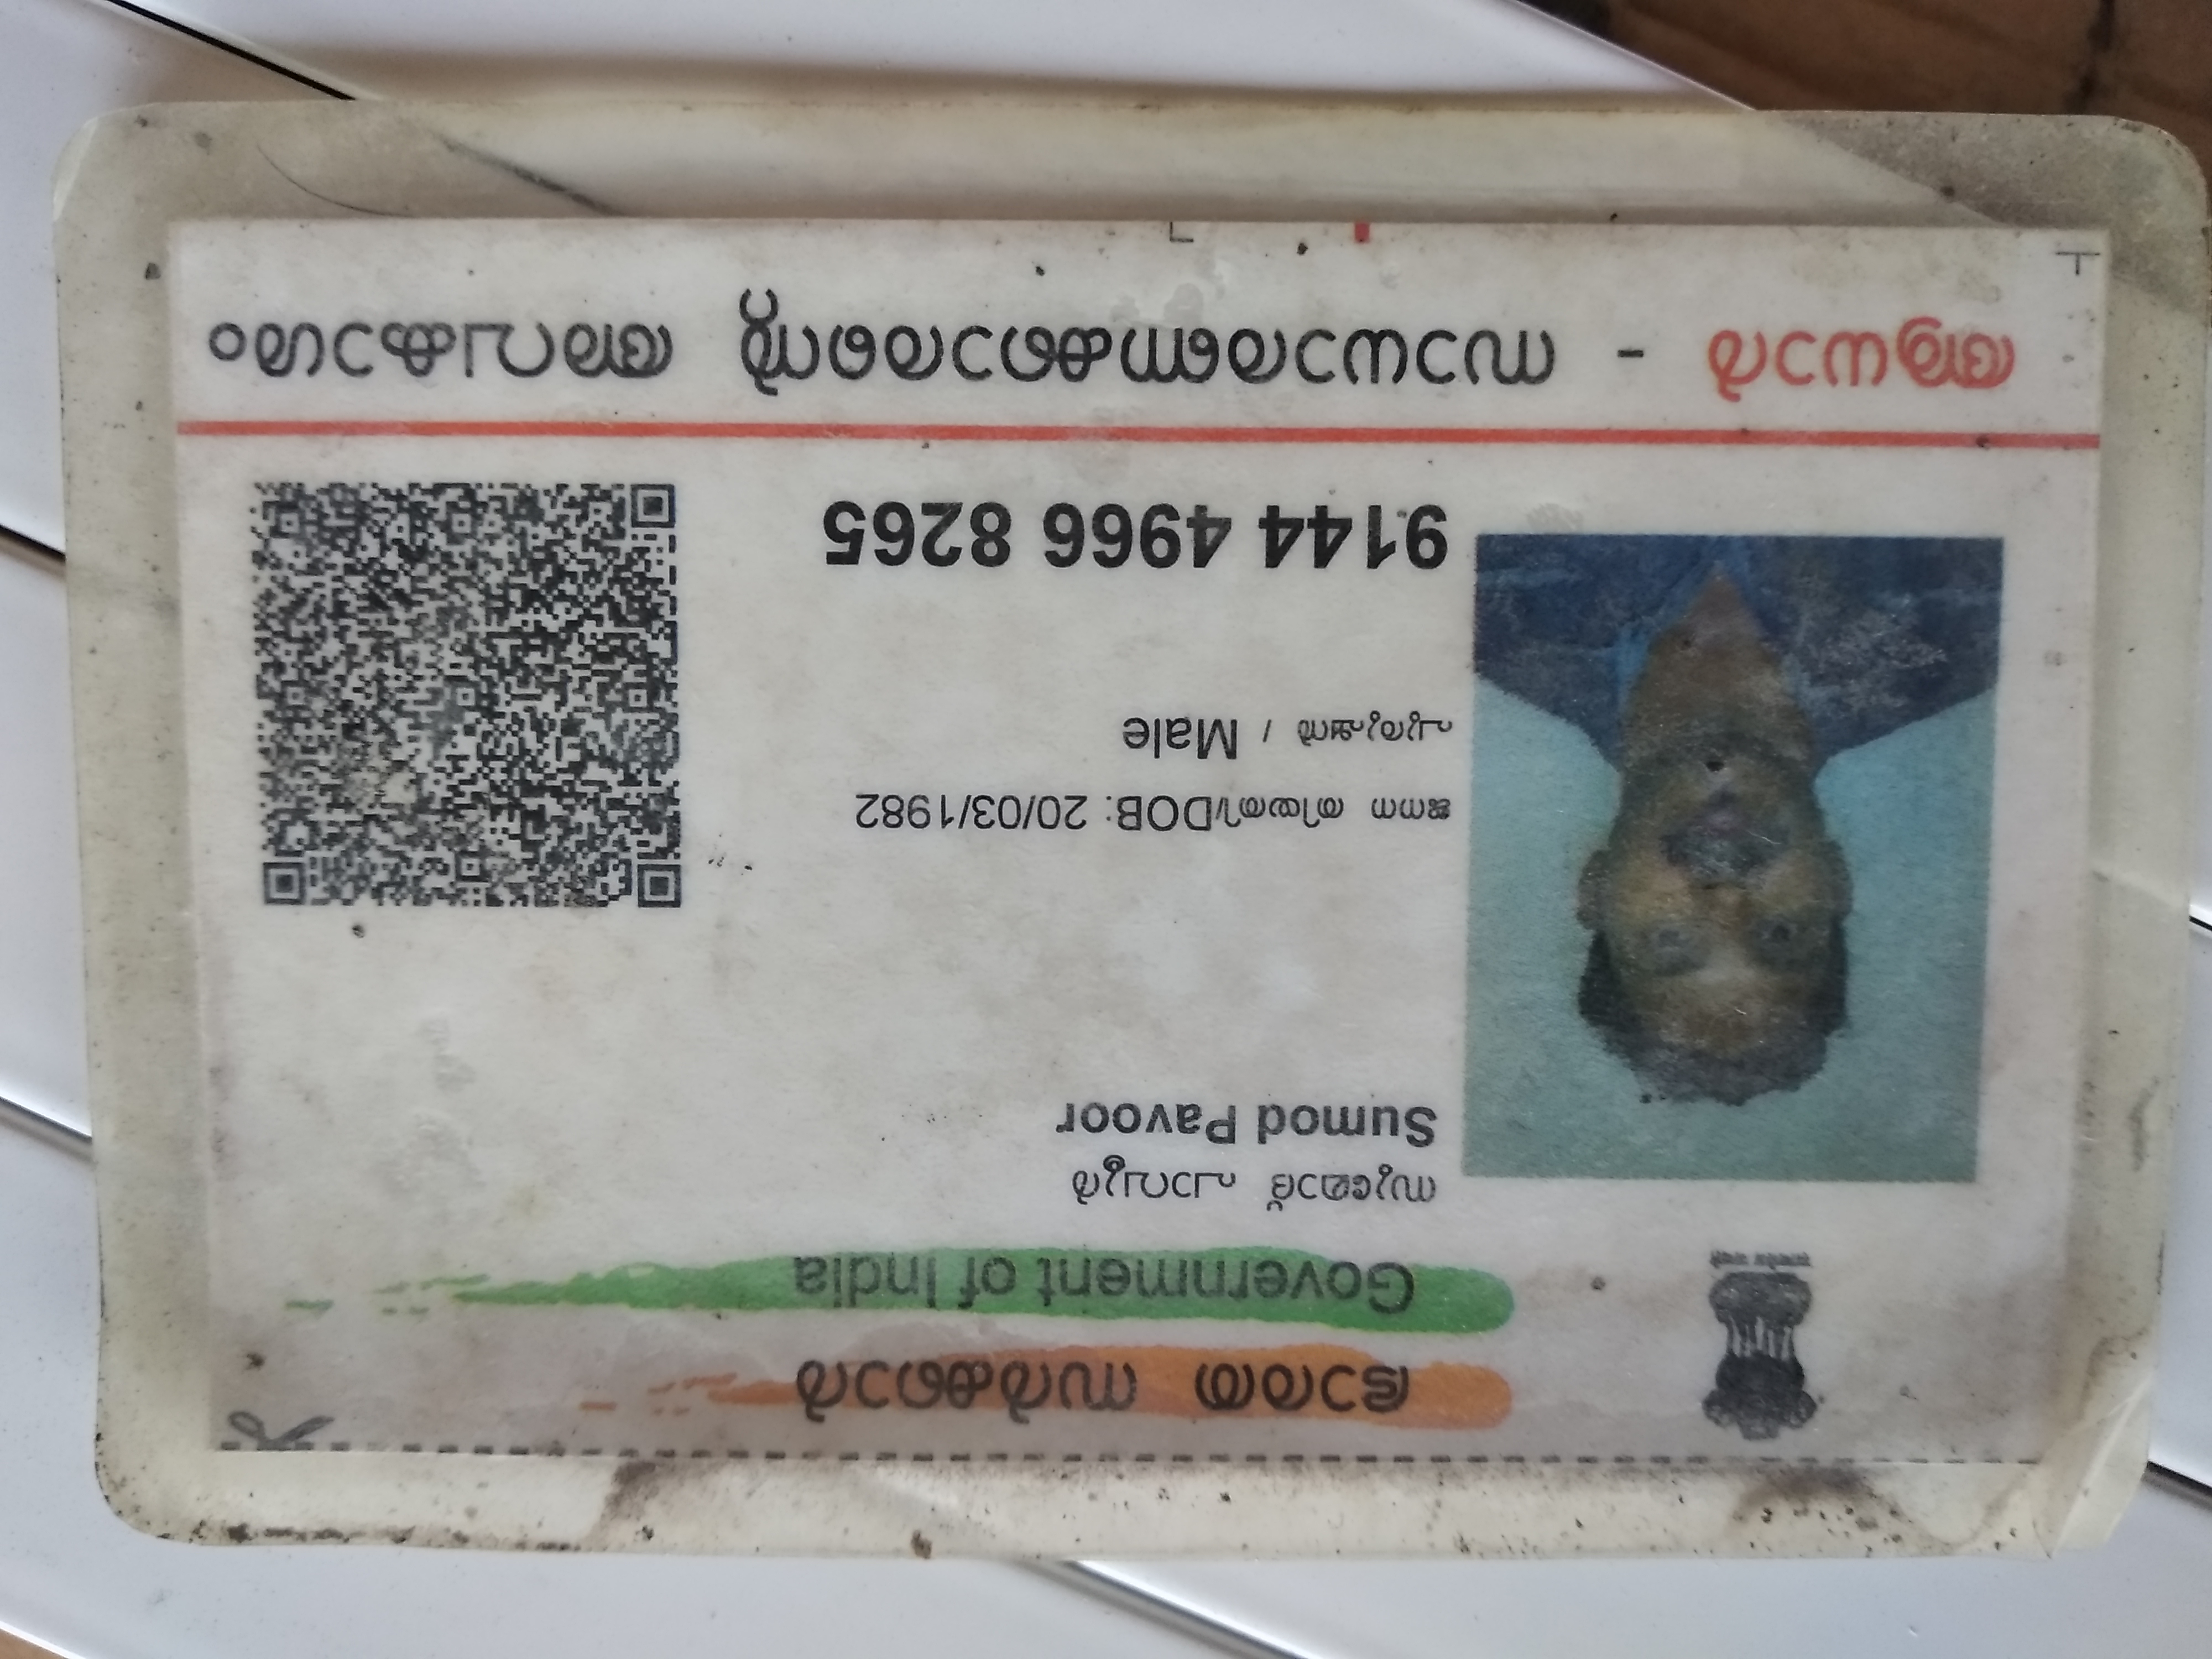 ഭാരത സർക്കാർ
Government of India
സുമോദ് പാവൂർ
Sumod Pavoor
ജനന തിയതി/DOB: 20/03/1982
പുരുഷൻ / Male
9144 4966 8265
ആധാർ - സാധാരണക്കാരന്റെ അവകാശം